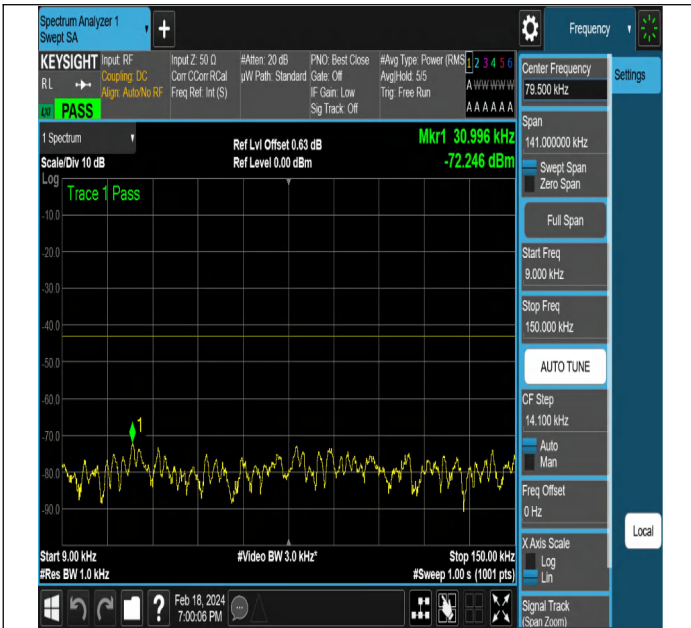 Spectrum Analyzer 1
Swept SA
+
Frequency
KEYSIGHT
RL
LXI
PASS
Input: RF
Coupling: DC
Align: Auto/No RF
Input Z: 50 Ω
Corr CCorr RCal
Freq Ref: Int (S)
#Atten: 20 dB
µW Path: Standard
PNO: Best Close
Gate: Off
IF Gain: Low
Sig Track: Off
#Avg Type: Power (RMS
Avg|Hold: 5/5
Trig: Free Run
1 2 3 4 5 6
A W W W W W
A A A A A A
1 Spectrum
Scale/Div 10 dB
Ref Lvl Offset 0.63 dB
Ref Level 0.00 dBm
Mkr1 30.996 kHz
-72.246 dBm
Log
Trace 1 Pass
-10.0
-20.0
-30.0
-40.0
-50.0
-60.0
-70.0
-80.0
-90.0
1
Start 9.00 kHz
#Res BW 1.0 kHz
#Video BW 3.0 kHz*
Stop 150.00 kHz
#Sweep 1.00 s (1001 pts)
?
Feb 18, 2024
7:00:06 PM
Center Frequency
79.500 kHz
Span
141.000000 kHz
Swept Span
Zero Span
Full Span
Start Freq
9.000 kHz
Stop Freq
150.000 kHz
AUTO TUNE
CF Step
14.100 kHz
Auto
Man
Freq Offset
0 Hz
X Axis Scale
Log
Lin
Signal Track
(Span Zoom)
Settings
Local